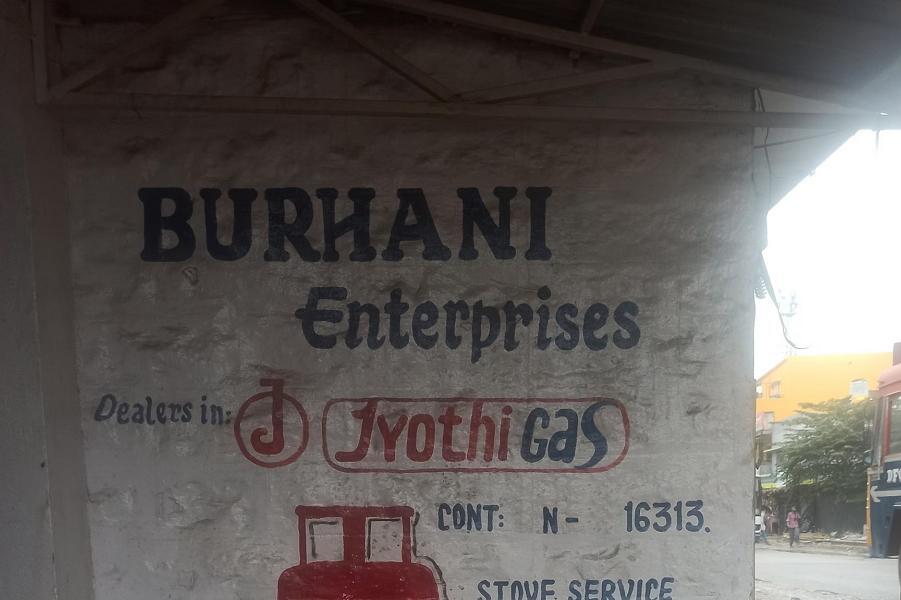 BURHANI
Enterprises
Dealers in: J Jyothi Gas
CONT: N- 16313.
STOVE SERVICE